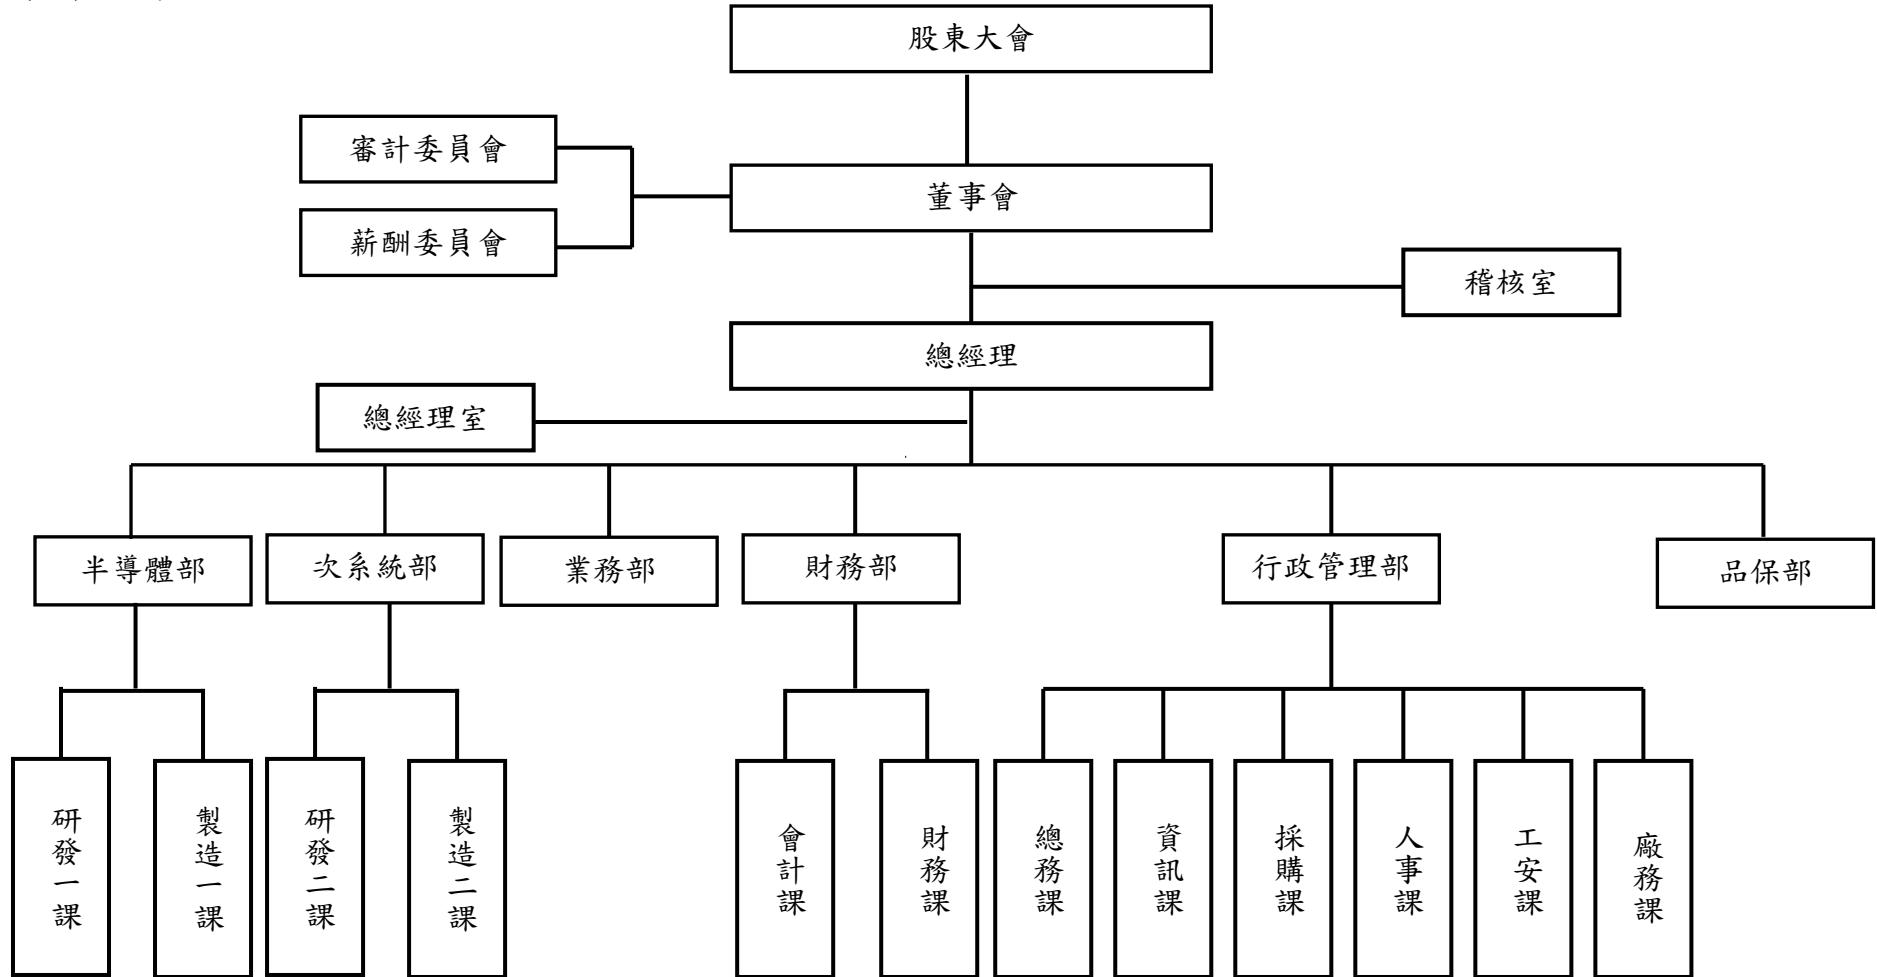 股東大會
審計委員會
董事會
薪酬委員會
稽核室
總經理
總經理室
半導體部
次系統部
業務部
財務部
行政管理部
品保部
研發一課
製造一課
研發二課
製造二課
會計課
財務課
總務課
資訊課
採購課
人事課
工安課
廠務課